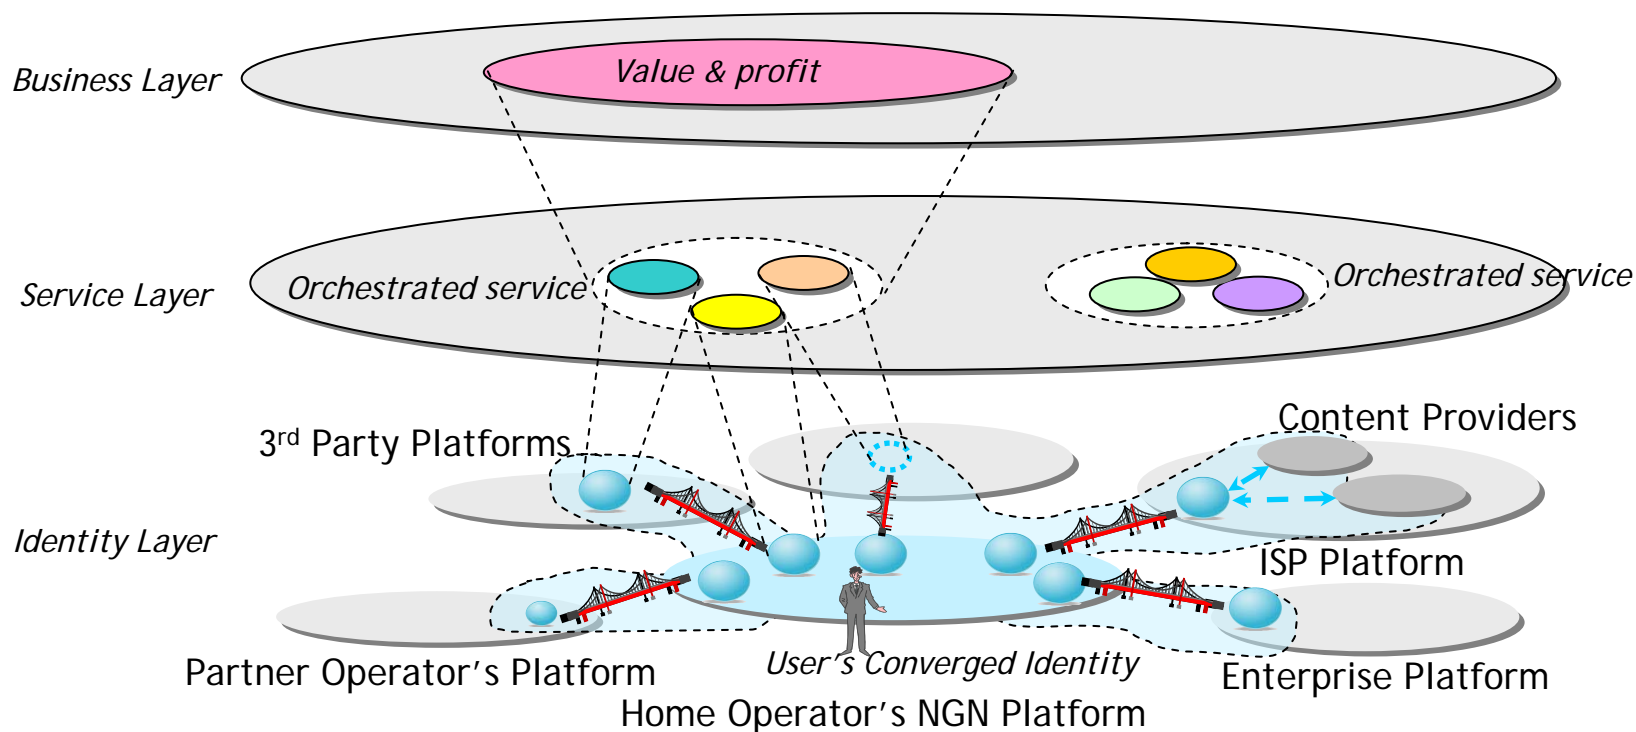 Business Layer
Value & profit
Service Layer
Orchestrated service
Orchestrated service
3rd Party Platforms
Content Providers
Identity Layer
ISP Platform
Partner Operator's Platform
User's Converged Identity
Enterprise Platform
Home Operator's NGN Platform